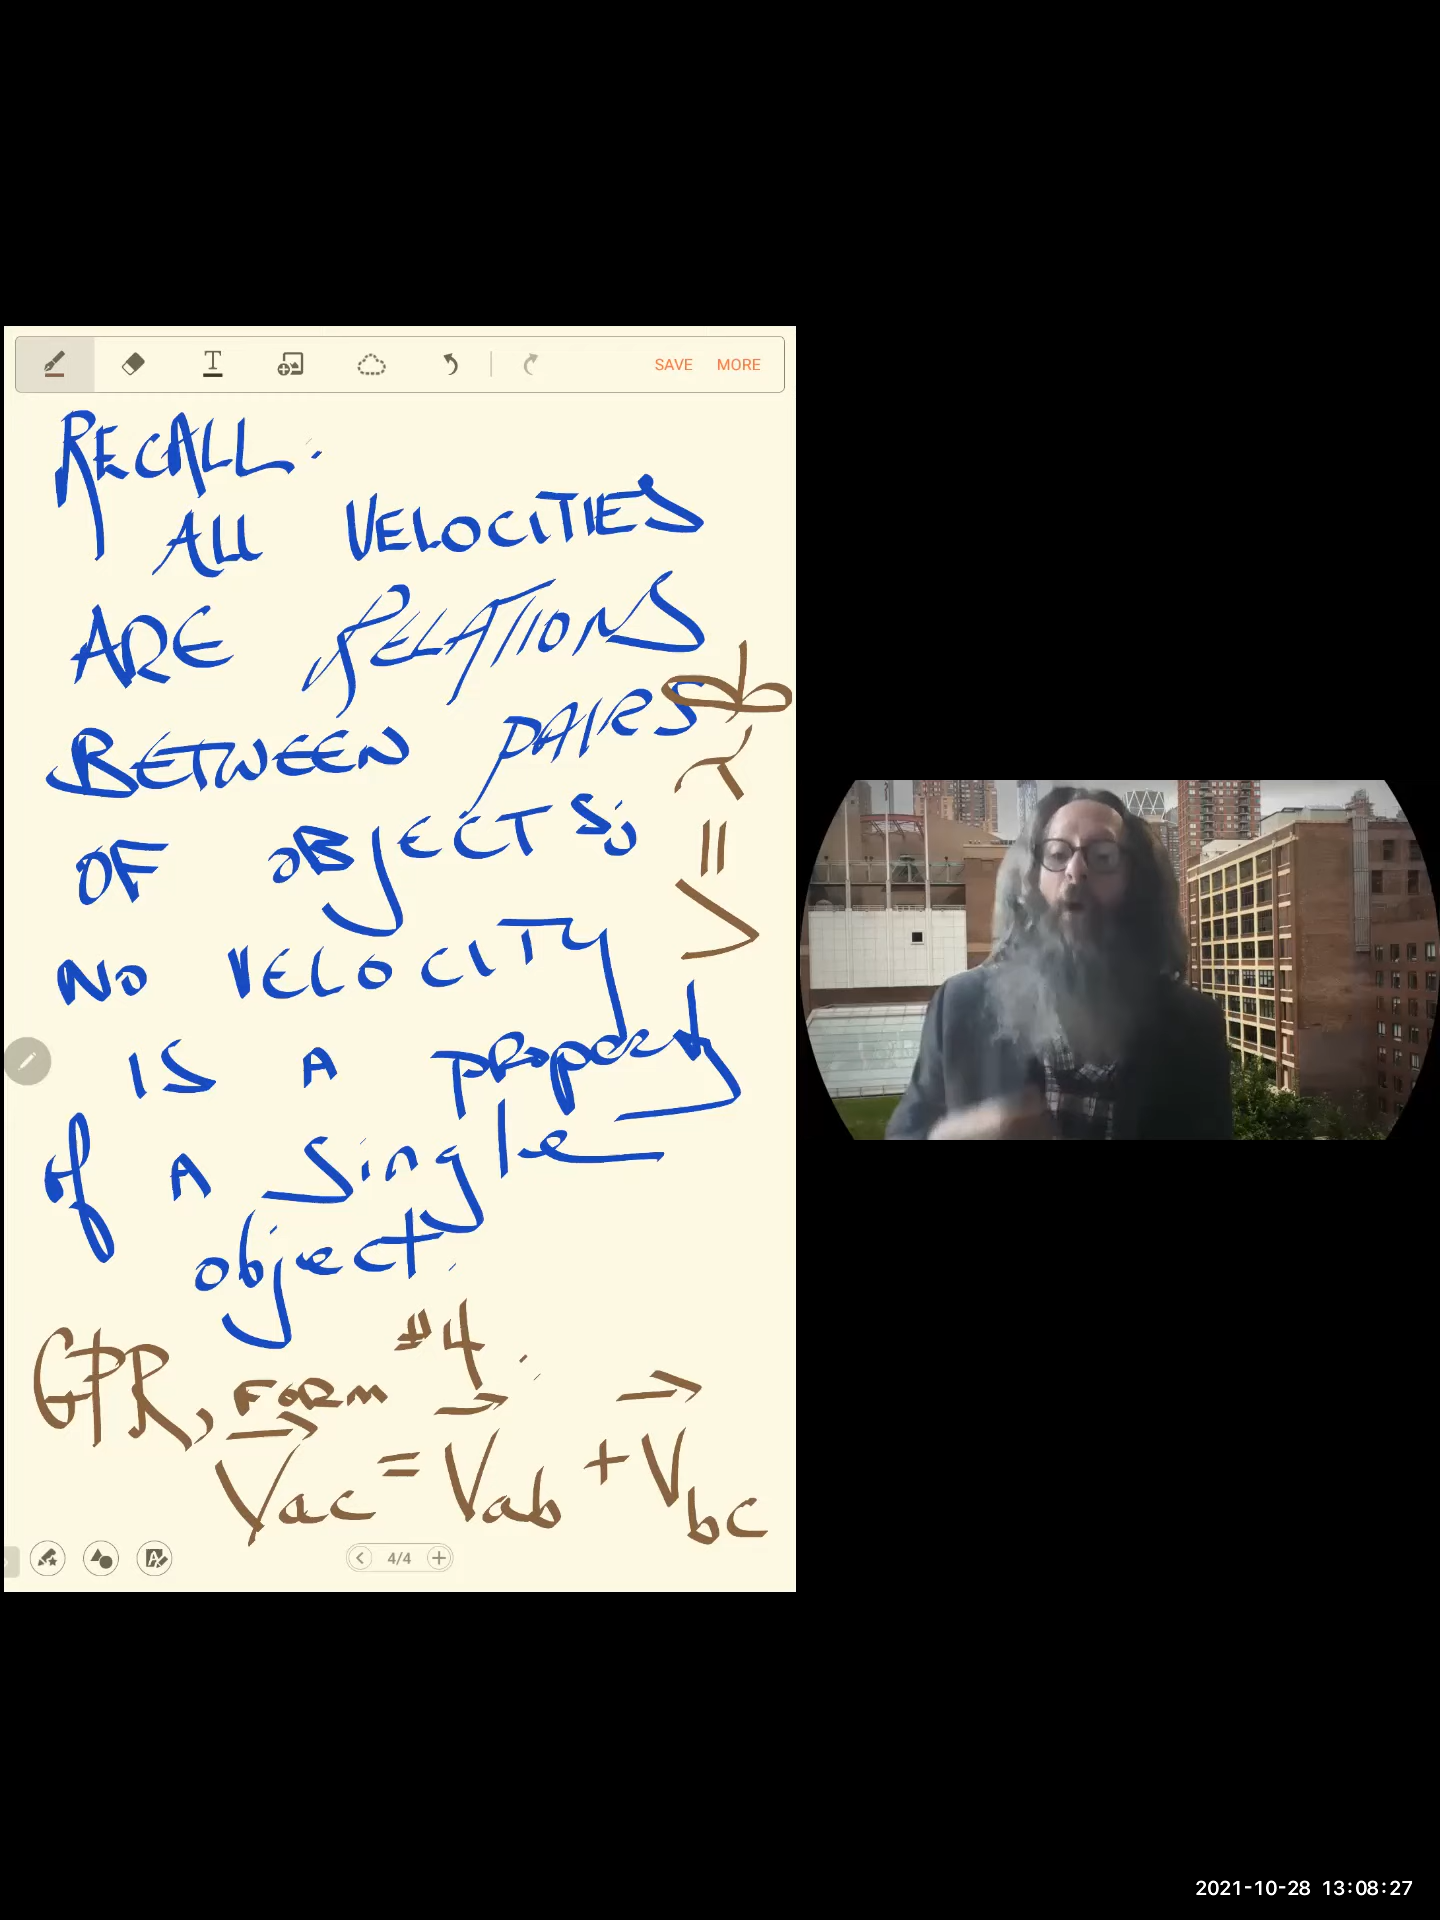 T SAVE MORE
RECALL:
ALL VELOCITIES
ARE RELATIONS
BETWEEN PAIRS
OF OBJECTS;
NO VELOCITY
IS A property
of A Single
object.
GPR, FORM #4:
Vac = Vab + Vbc
4/4
2021-10-28 13:08:27